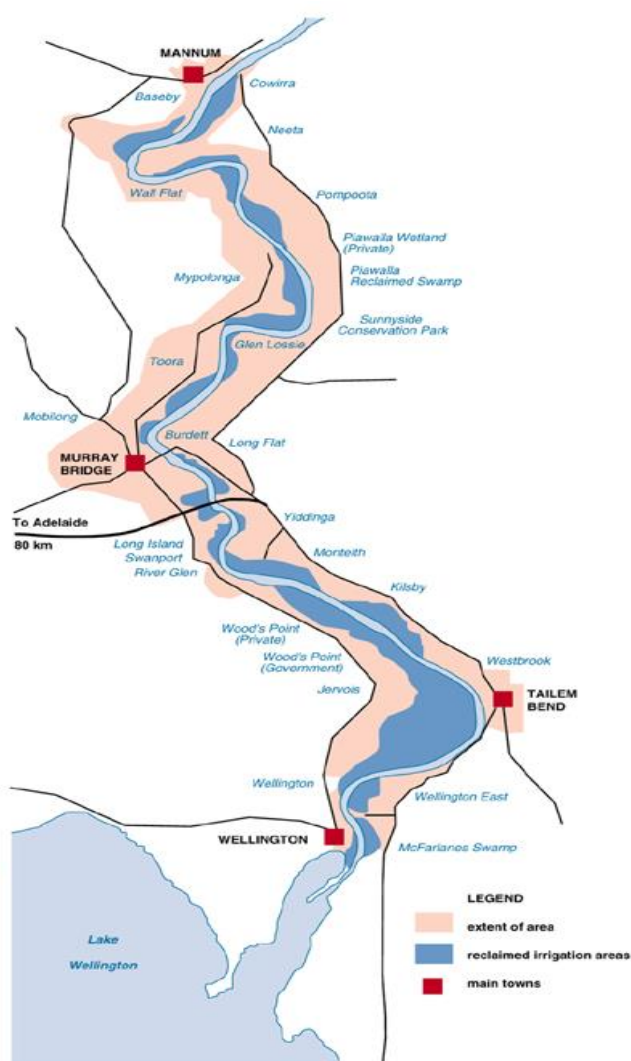 MANNUM
Baseby
Cowirra
Neeta
Wall Flat
Pompoota
Piawalla Wetland
(Private)
Piawalla
Reclaimed Swamp
Mypolonga
Sunnyside
Conservation Park
Glen Lossie
Toora
Mobilong
Burdett
Long Flat
MURRAY
BRIDGE
To Adelaide
80 km
Yiddinga
Long Island
Swanport
River Glen
Monteith
Kilsby
Wood's Point
(Private)
Wood's Point
(Government)
Westbrook
Jervois
TAILEM
BEND
Wellington
Wellington East
WELLINGTON
McFarlanes Swamp
LEGEND
extent of area
reclaimed irrigation areas
main towns
Lake
Wellington